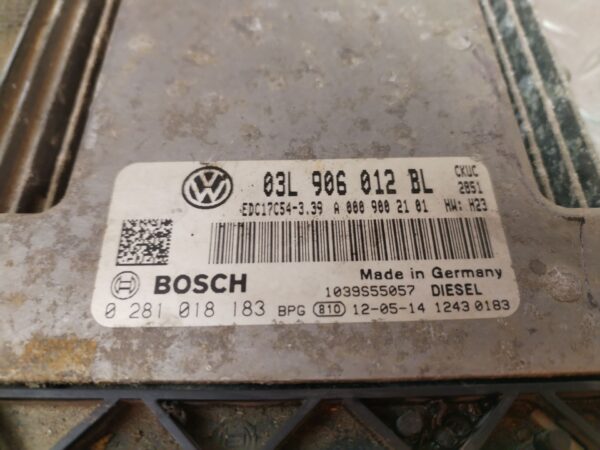 03L 906 012 BL CKUC
EDC17C54-3.39 A 000 900 21 01 2851
HW: H23
BOSCH Made in Germany
1039S55057 DIESEL
0 281 018 183 BPG 810 12-05-14 1243 0183